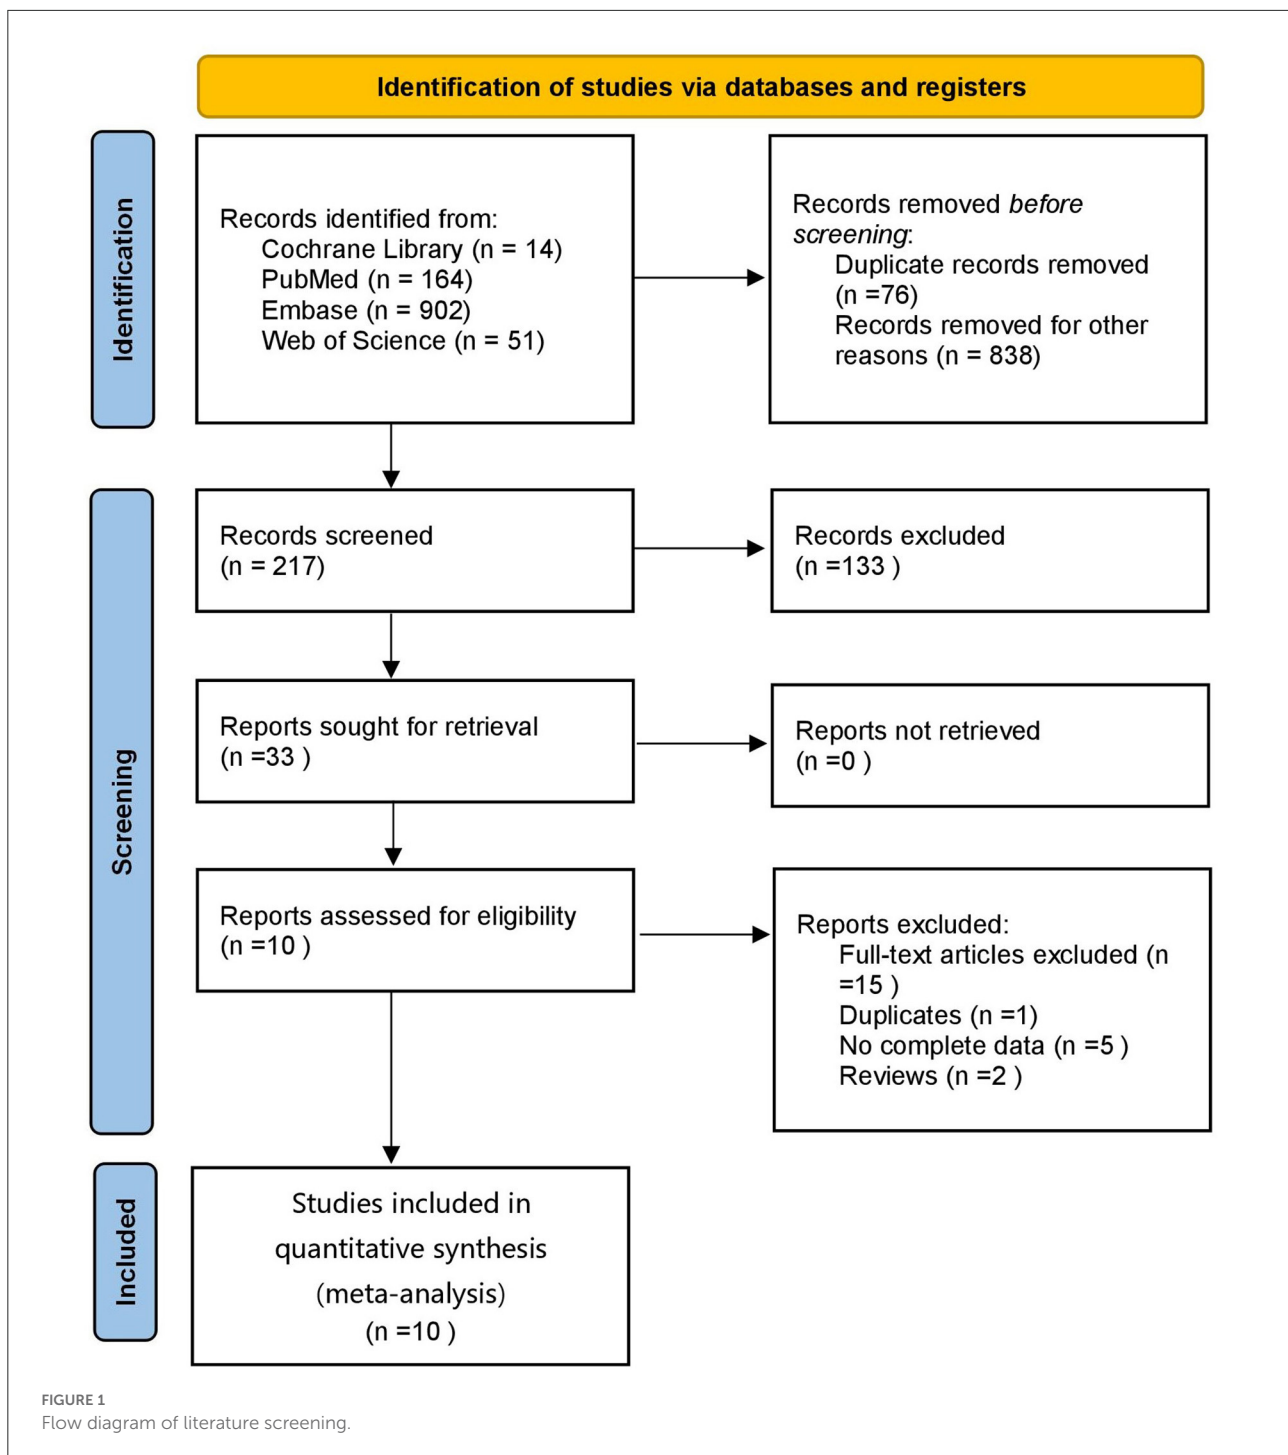 Identification of studies via databases and registers
Identification
Records identified from:
Cochrane Library (n = 14)
PubMed (n = 164)
Embase (n = 902)
Web of Science (n = 51)
Records removed before
screening:
Duplicate records removed
(n =76)
Records removed for other
reasons (n = 838)
Screening
Records screened
(n = 217)
Records excluded
(n =133 )
Reports sought for retrieval
(n =33 )
Reports not retrieved
(n =0 )
Reports assessed for eligibility
(n =10 )
Reports excluded:
Full-text articles excluded (n
=15 )
Duplicates (n =1)
No complete data (n =5 )
Reviews (n =2 )
Included
Studies included in
quantitative synthesis
(meta-analysis)
(n =10 )
FIGURE 1
Flow diagram of literature screening.